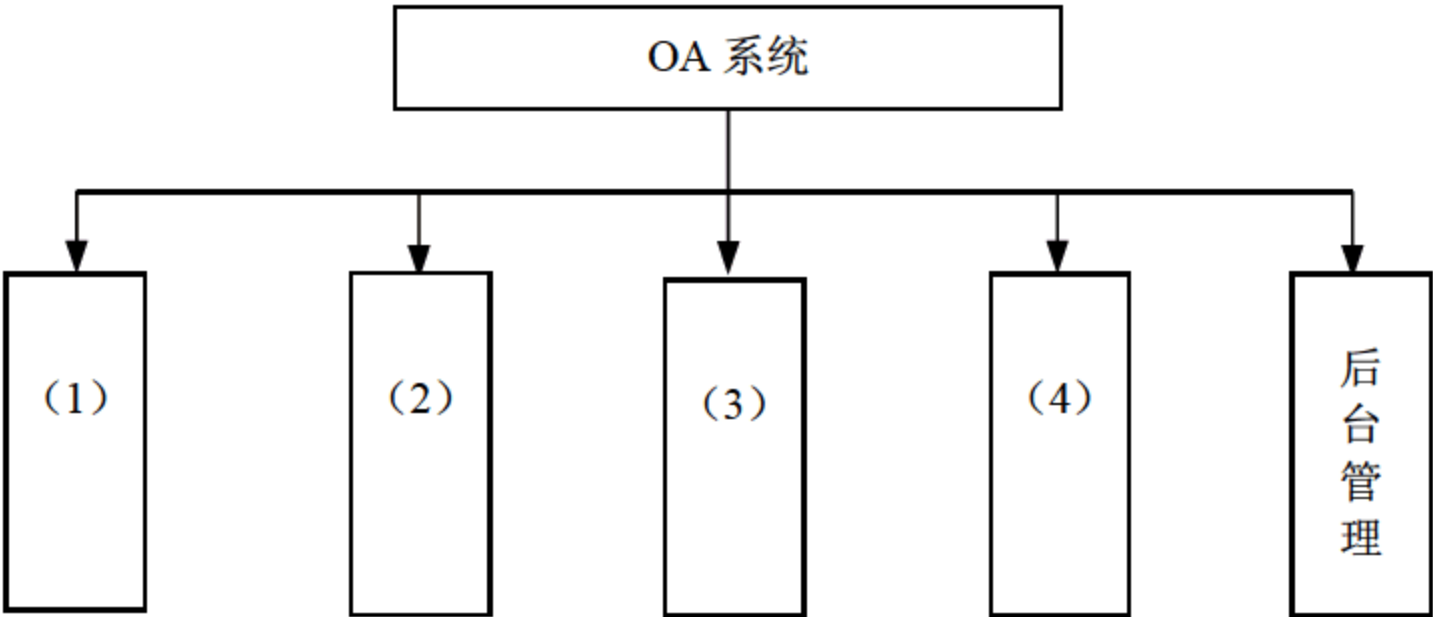 OA 系统
（1）
（2）
（3）
（4）
后
台
管
理